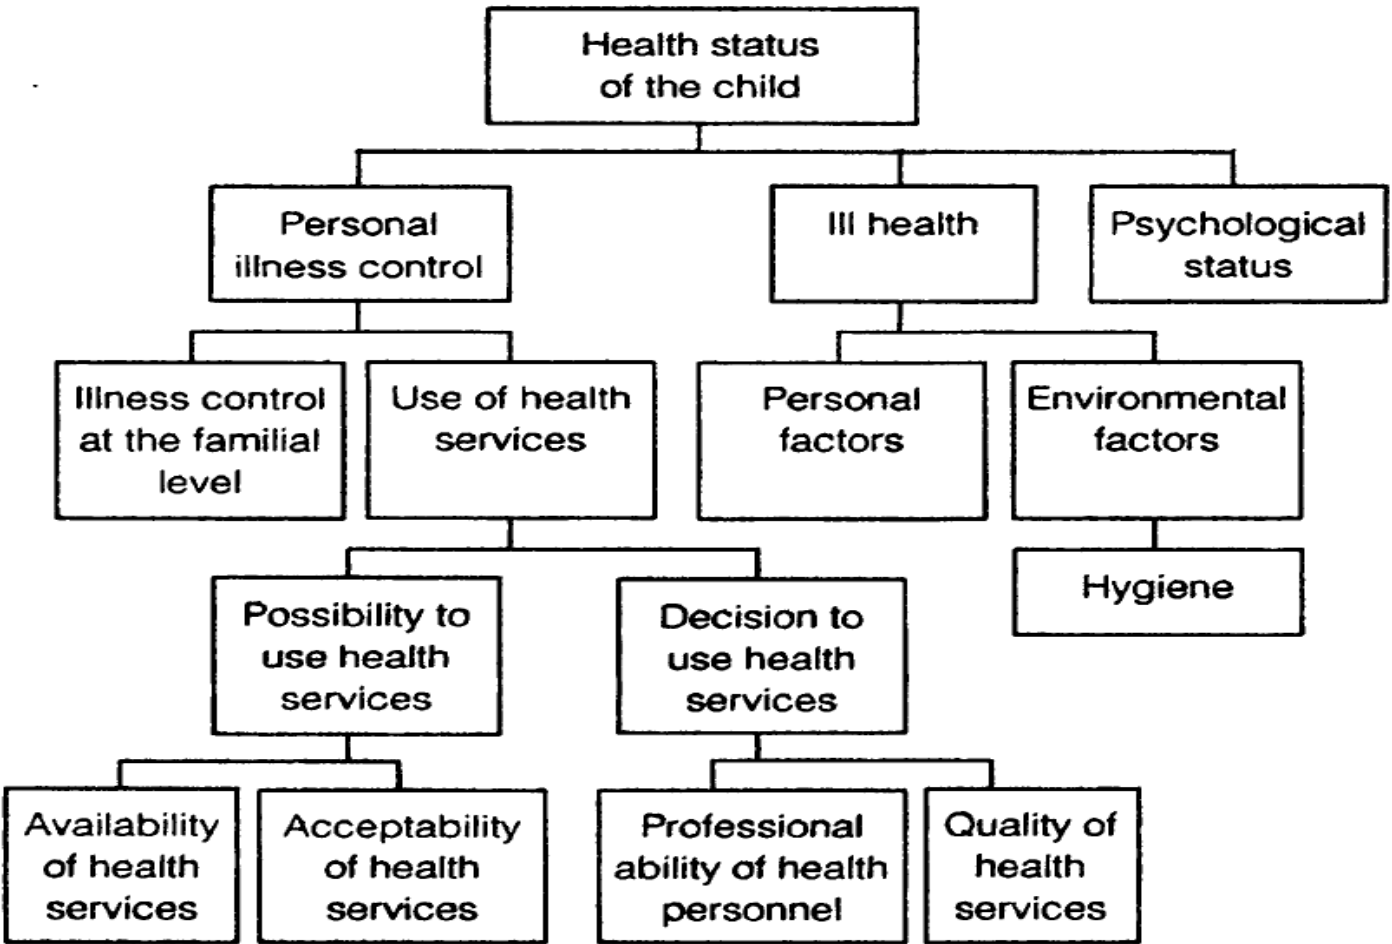 Health status
of the child
Personal
illness control
Ill health
Psychological
status
Illness control
at the familial
level
Use of health
services
Personal
factors
Environmental
factors
Hygiene
Possibility to
use health
services
Decision to
use health
services
Availability
of health
services
Acceptability
of health
services
Professional
ability of health
personnel
Quality of
health
services